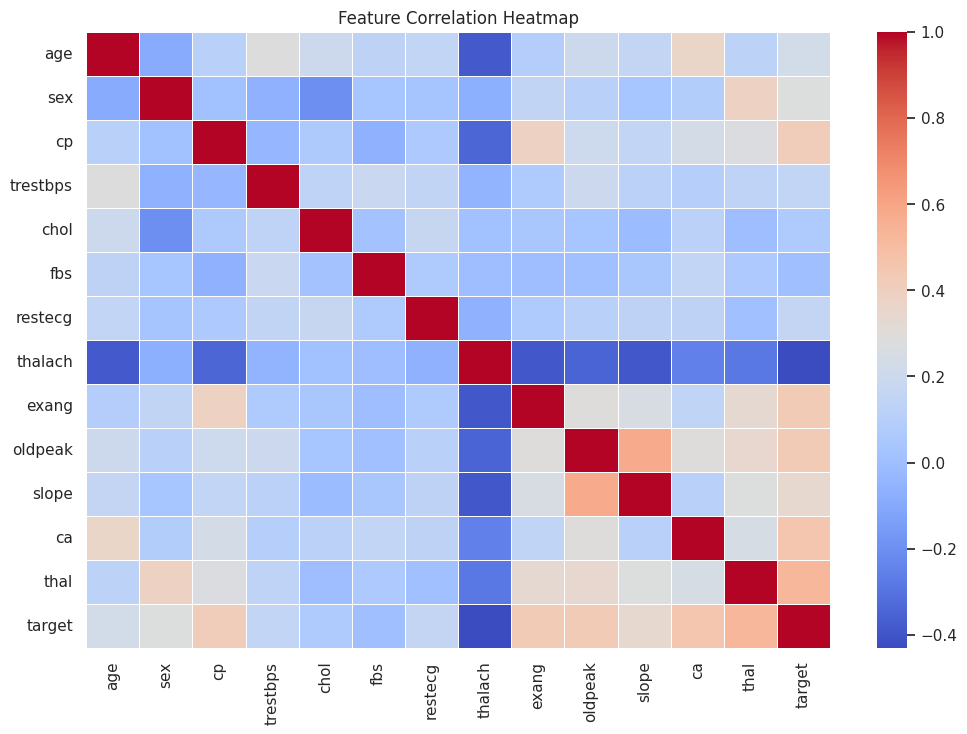 Feature Correlation Heatmap
age
sex
cp
trestbps
chol
fbs
restecg
thalach
exang
oldpeak
slope
ca
thal
target
age
sex
cp
trestbps
chol
fbs
restecg
thalach
exang
oldpeak
slope
ca
thal
target
1.0
0.8
0.6
0.4
0.2
0.0
−0.2
−0.4